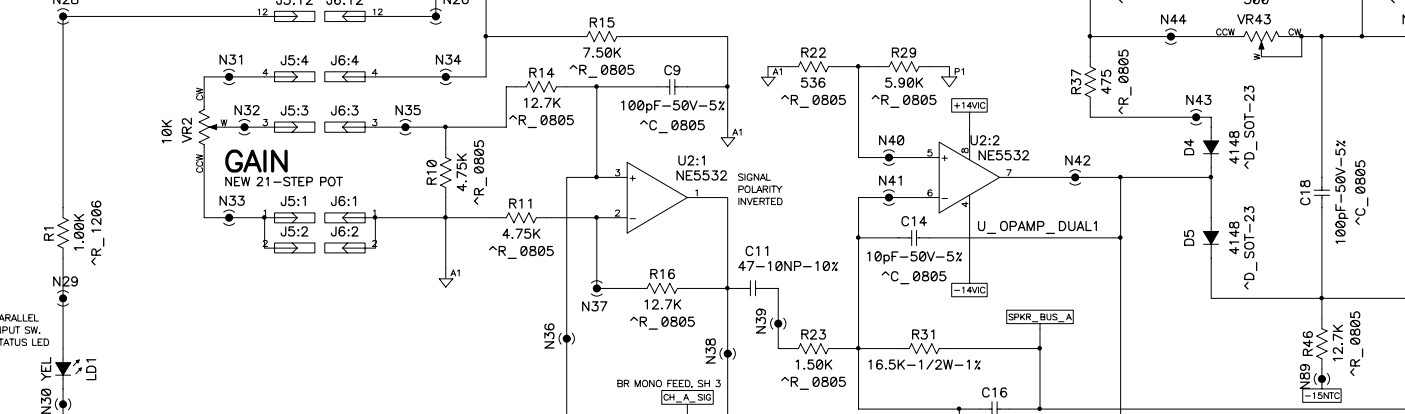 N28
12
J5:12
J6:12
12
N26
N31
4
J5:4
J6:4
4
N34
CW
10K
VR2
W
CCW
N32
3
J5:3
J6:3
3
N35
GAIN
NEW 21-STEP POT
N33
1
J5:1
J6:1
1
2
J5:2
J6:2
2
R10
4.75K
^R_0805
A1
R1
1.00K
^R_1206
N29
ARALLEL
NPUT SW.
TATUS LED
YEL
LD1
N30
R15
7.50K
^R_0805
R14
12.7K
^R_0805
C9
100pF-50V-5%
^C_0805
A1
R11
4.75K
^R_0805
U2:1
NE5532
3
+
2
−
1
SIGNAL
POLARITY
INVERTED
N37
R16
12.7K
^R_0805
N36
N38
C11
47-10NP-10%
N39
BR MONO FEED, SH 3
CH_A_SIG
A1
R22
536
^R_0805
R29
5.90K
^R_0805
P1
+14VIC
N40
N41
5
+
6
−
8
4
7
U2:2
NE5532
U_OPAMP_DUAL1
-14VIC
N42
C14
10pF-50V-5%
^C_0805
R23
1.50K
^R_0805
R31
16.5K-1/2W-1%
SPKR_BUS_A
C16
500
N44
CCW
VR43
CW
W
R37
475
^R_0805
N43
D4
4148
^D_SOT-23
D5
4148
^D_SOT-23
C18
100pF-50V-5%
^C_0805
R46
12.7K
^R_0805
N89
-15NTC